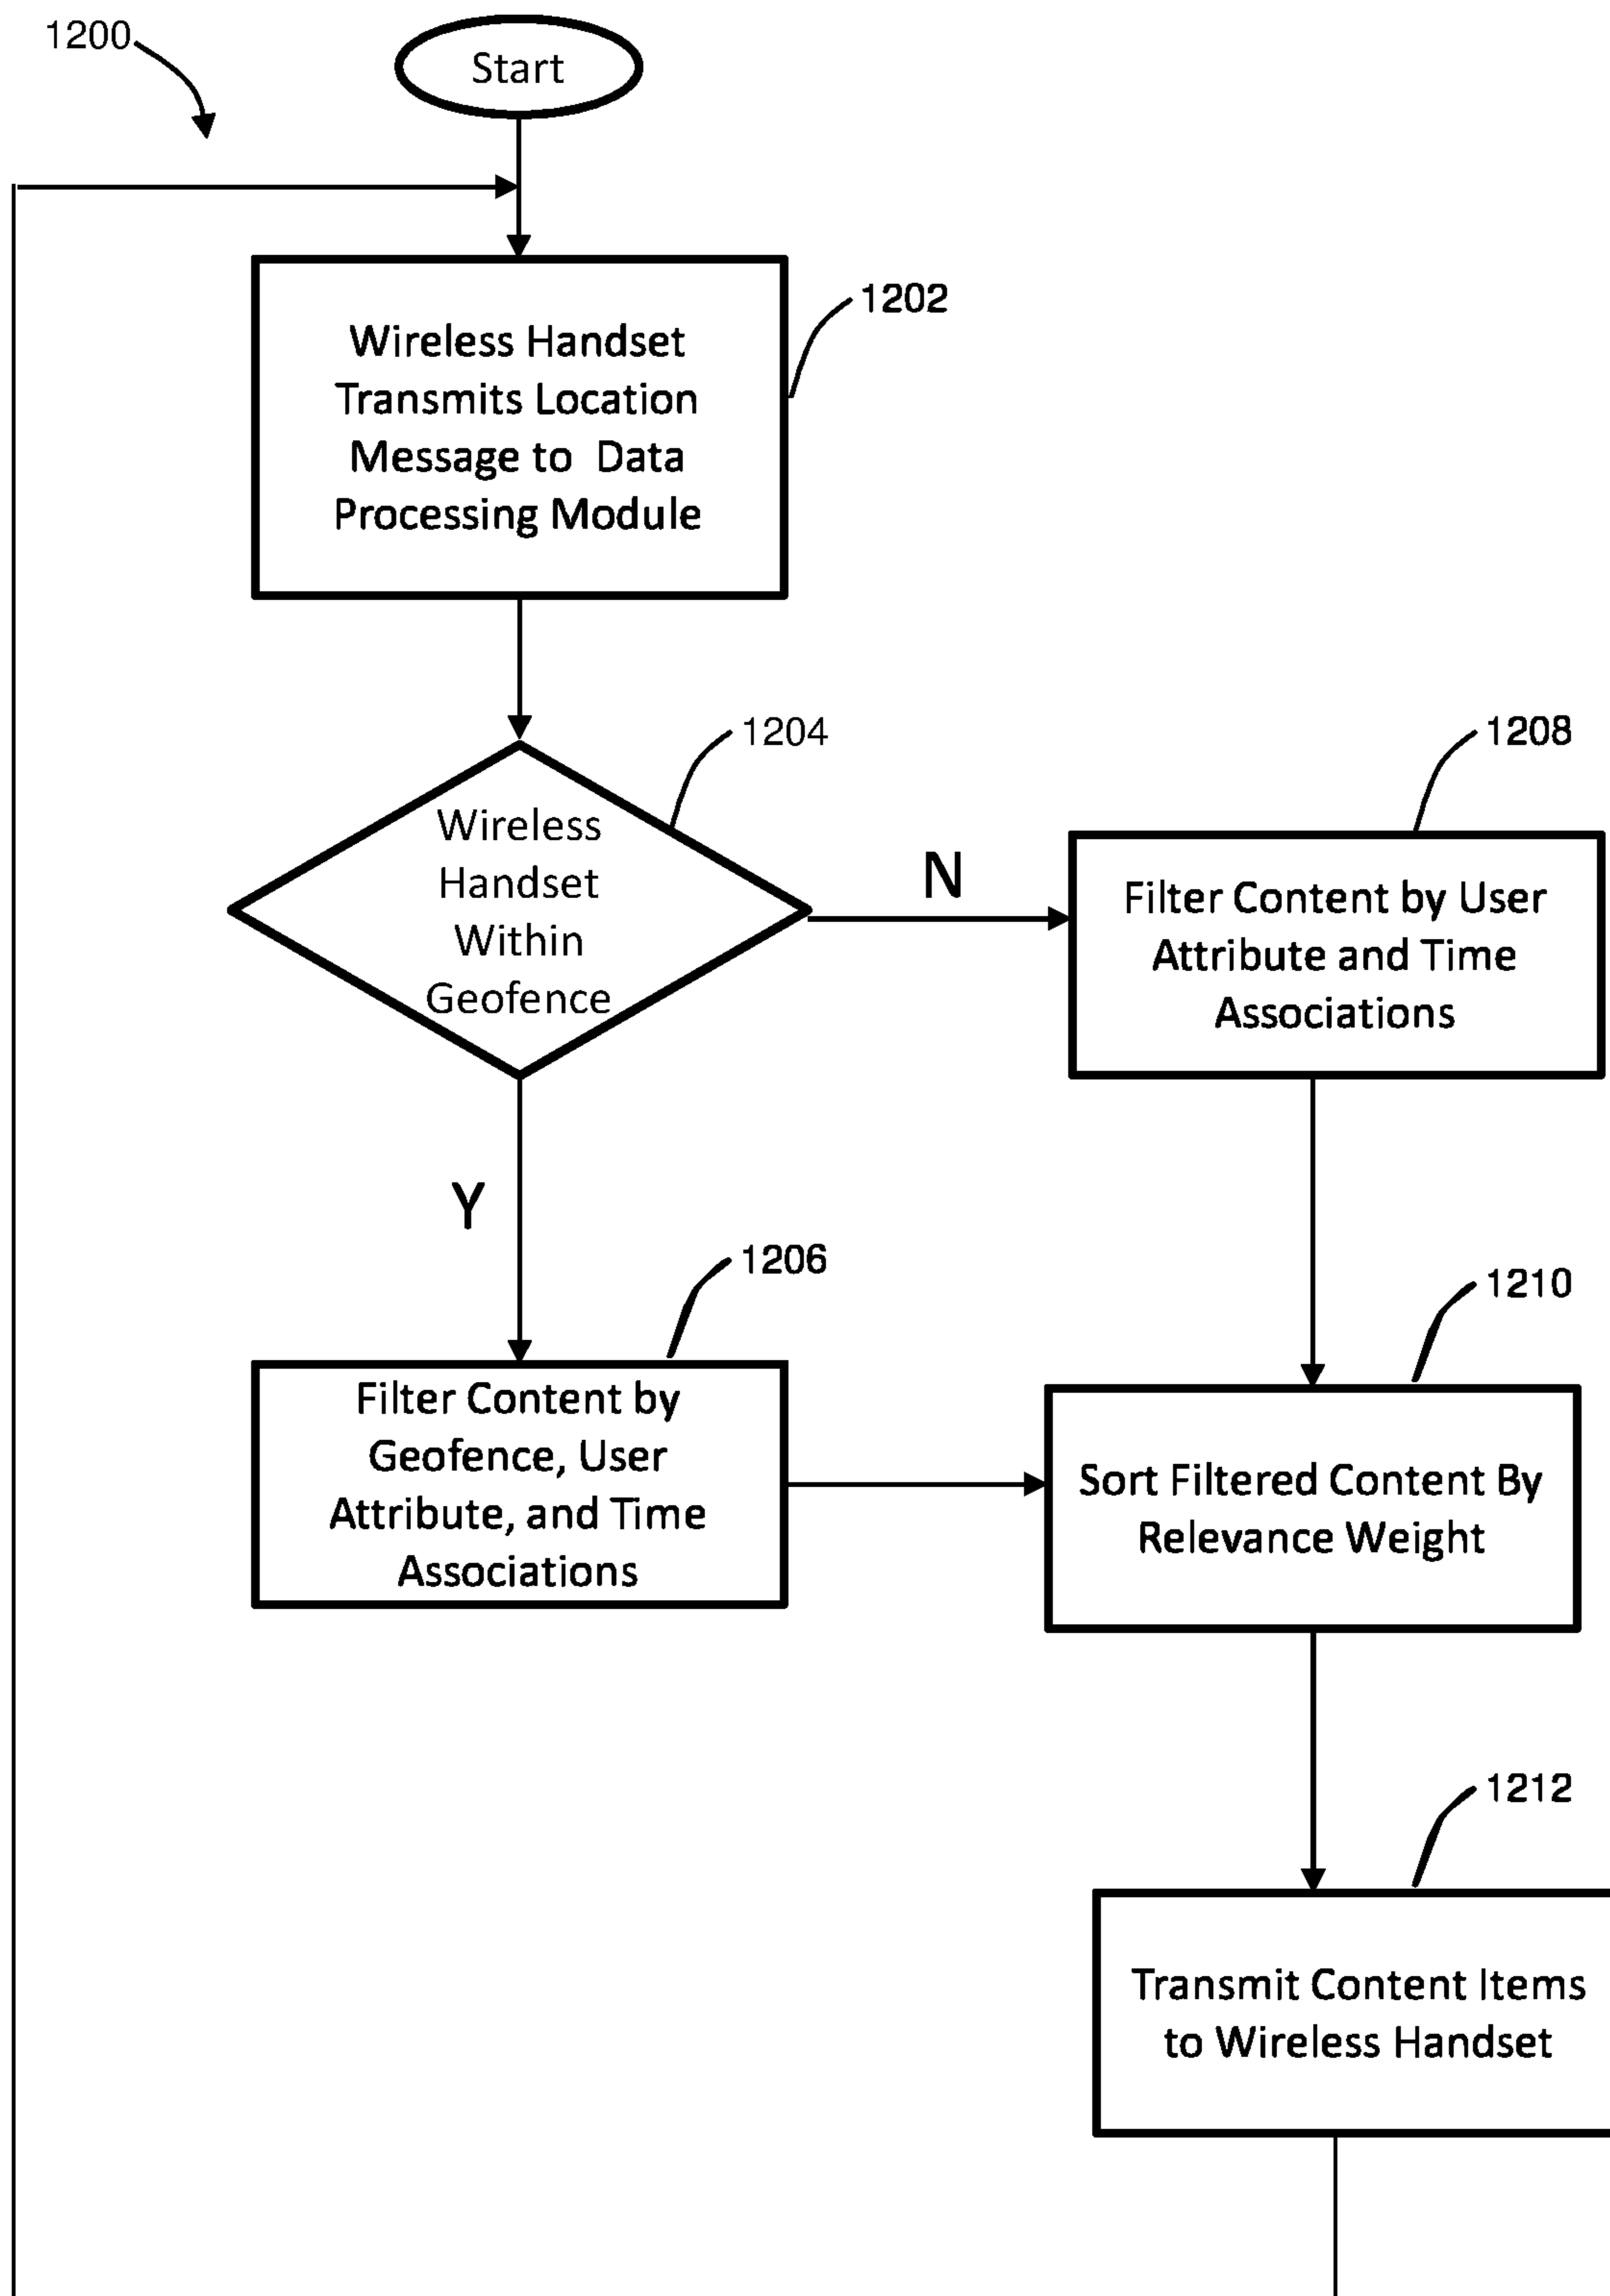 1200
Start
1202
Wireless Handset
Transmits Location
Message to Data
Processing Module
1204
Wireless
Handset
Within
Geofence
N
1208
Filter Content by User
Attribute and Time
Associations
Y
1206
Filter Content by
Geofence, User
Attribute, and Time
Associations
1210
Sort Filtered Content By
Relevance Weight
1212
Transmit Content Items
to Wireless Handset